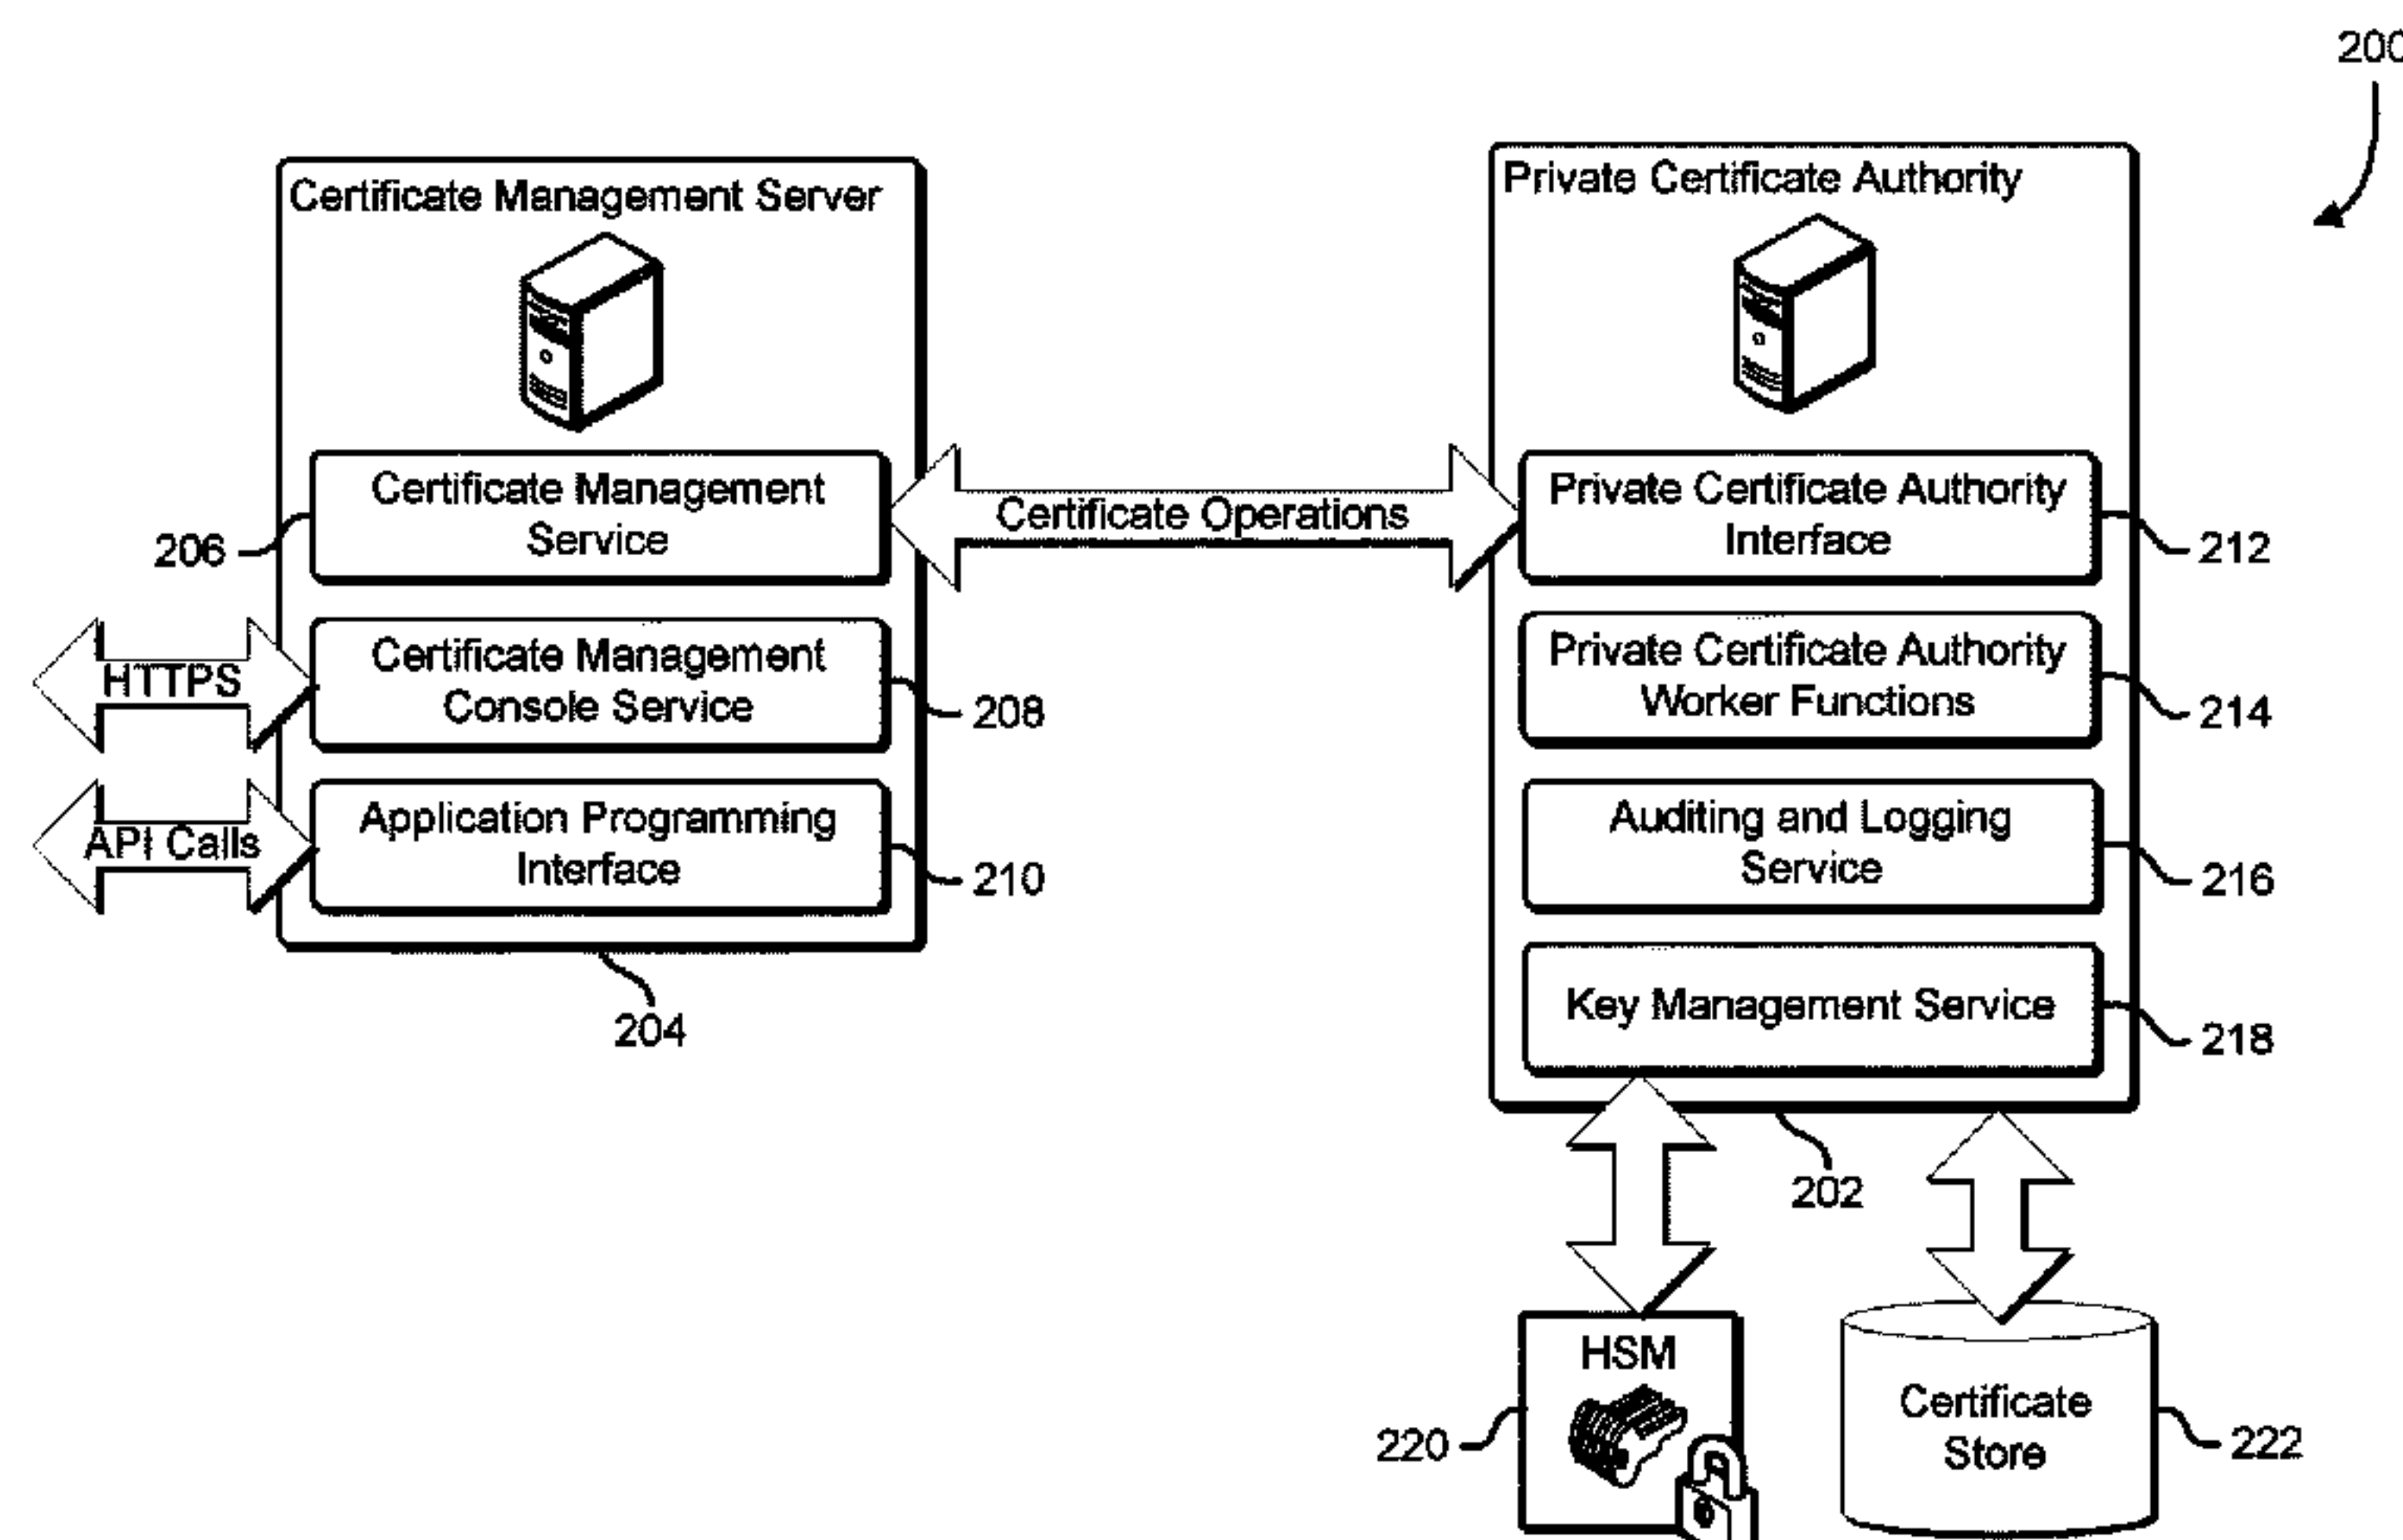 200
Certificate Management Server
Certificate Management
Service
206
HTTPS
Certificate Management
Console Service
208
API Calls
Application Programming
Interface
210
204
Certificate Operations
Private Certificate Authority
Private Certificate Authority
Interface
212
Private Certificate Authority
Worker Functions
214
Auditing and Logging
Service
216
Key Management Service
218
202
HSM
220
Certificate
Store
222